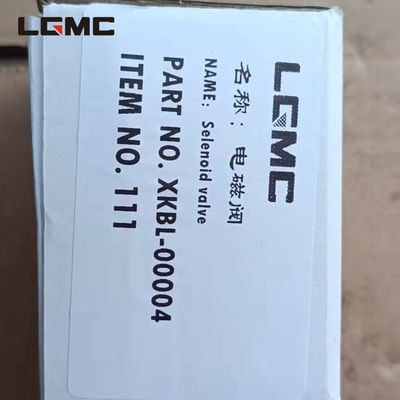 LGMC
LGMC
名称：电磁阀
NAME: Selenoid valve
PART NO. XKBL-00004
ITEM NO. 111